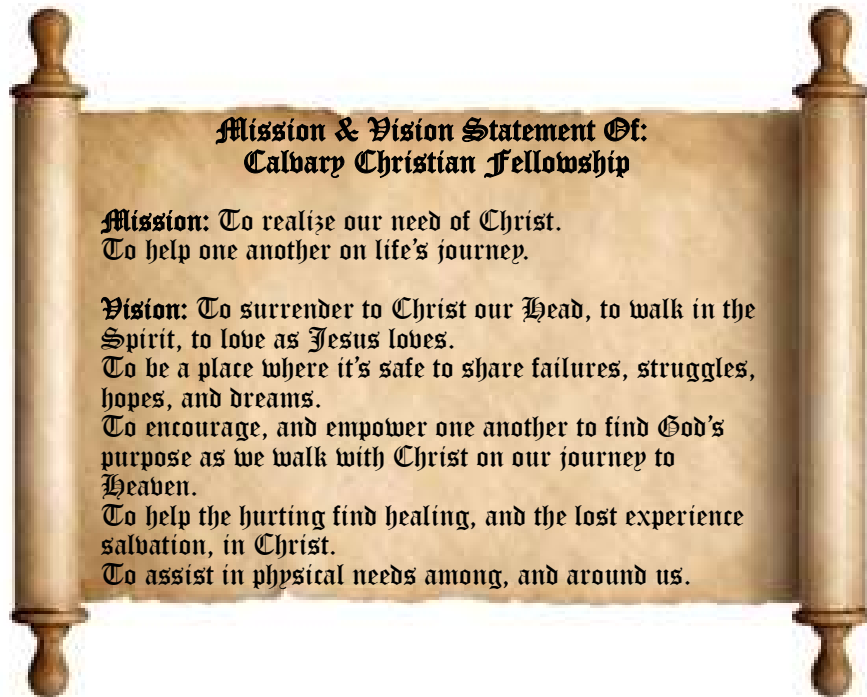 Mission & Vision Statement Of:
Calvary Christian Fellowship
Mission: To realize our need of Christ.
To help one another on life's journey.
Vision: To surrender to Christ our Head, to walk in the
Spirit, to love as Jesus loves.
To be a place where it's safe to share failures, struggles,
hopes, and dreams.
To encourage, and empower one another to find God's
purpose as we walk with Christ on our journey to
Heaven.
To help the hurting find healing, and the lost experience
salvation, in Christ.
To assist in physical needs among, and around us.